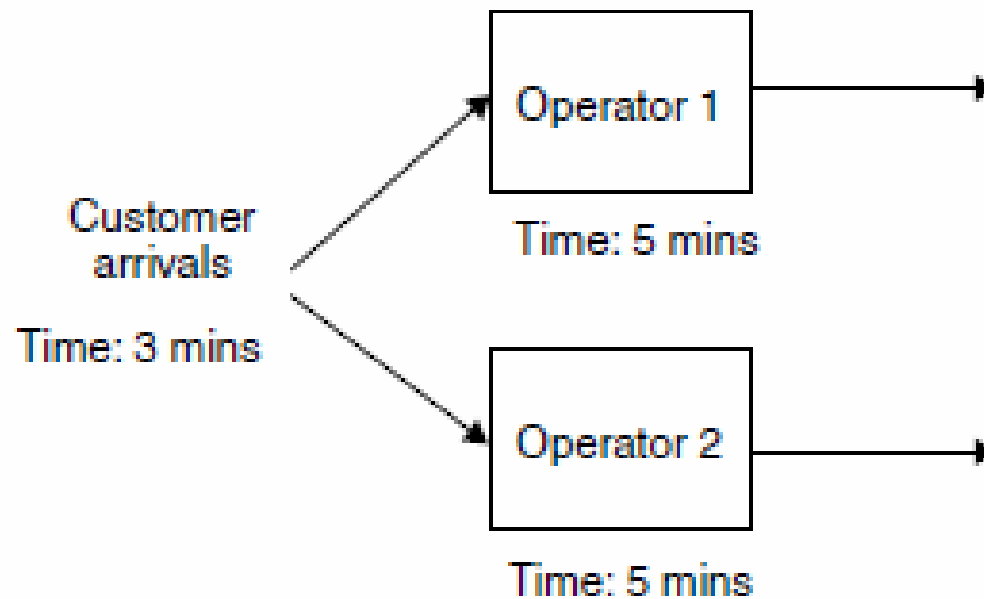 Operator 1
Time: 5 mins
Customer
arrivals
Time: 3 mins
Operator 2
Time: 5 mins